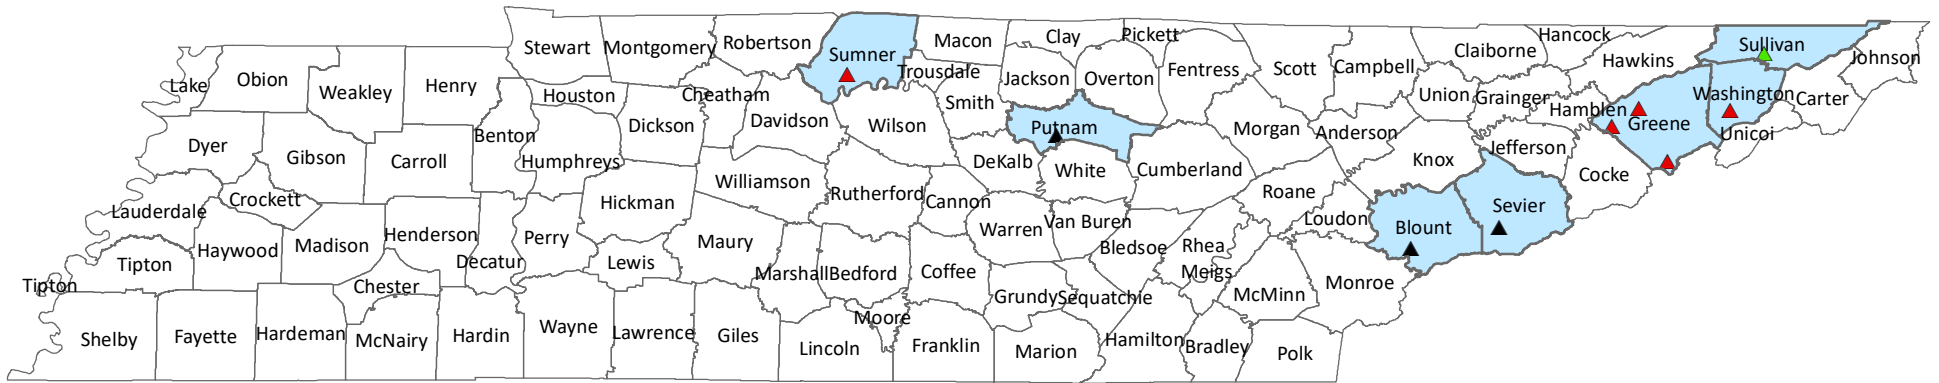 Stewart
Montgomery
Robertson
Sumner
Macon
Clay
Pickett
Hancock
Sullivan
Lake
Obion
Weakley
Henry
Houston
Cheatham
Trousdale
Jackson
Overton
Fentress
Scott
Campbell
Claiborne
Hawkins
Johnson
Dyer
Gibson
Carroll
Benton
Humphreys
Dickson
Davidson
Wilson
Smith
Putnam
Morgan
Anderson
Union
Grainger
Hamblen
Greene
Washington
Carter
Unicoi
Lauderdale
Crockett
Hickman
Williamson
Rutherford
Cannon
DeKalb
White
Cumberland
Roane
Knox
Jefferson
Cocke
Tipton
Haywood
Madison
Henderson
Decatur
Perry
Lewis
Maury
Marshall
Bedford
Coffee
Warren
Van Buren
Bledsoe
Rhea
Meigs
Loudon
Blount
Sevier
Tipton
Chester
Grundy
Sequatchie
McMinn
Monroe
Shelby
Fayette
Hardeman
McNairy
Hardin
Wayne
Lawrence
Giles
Lincoln
Moore
Franklin
Marion
Hamilton
Bradley
Polk